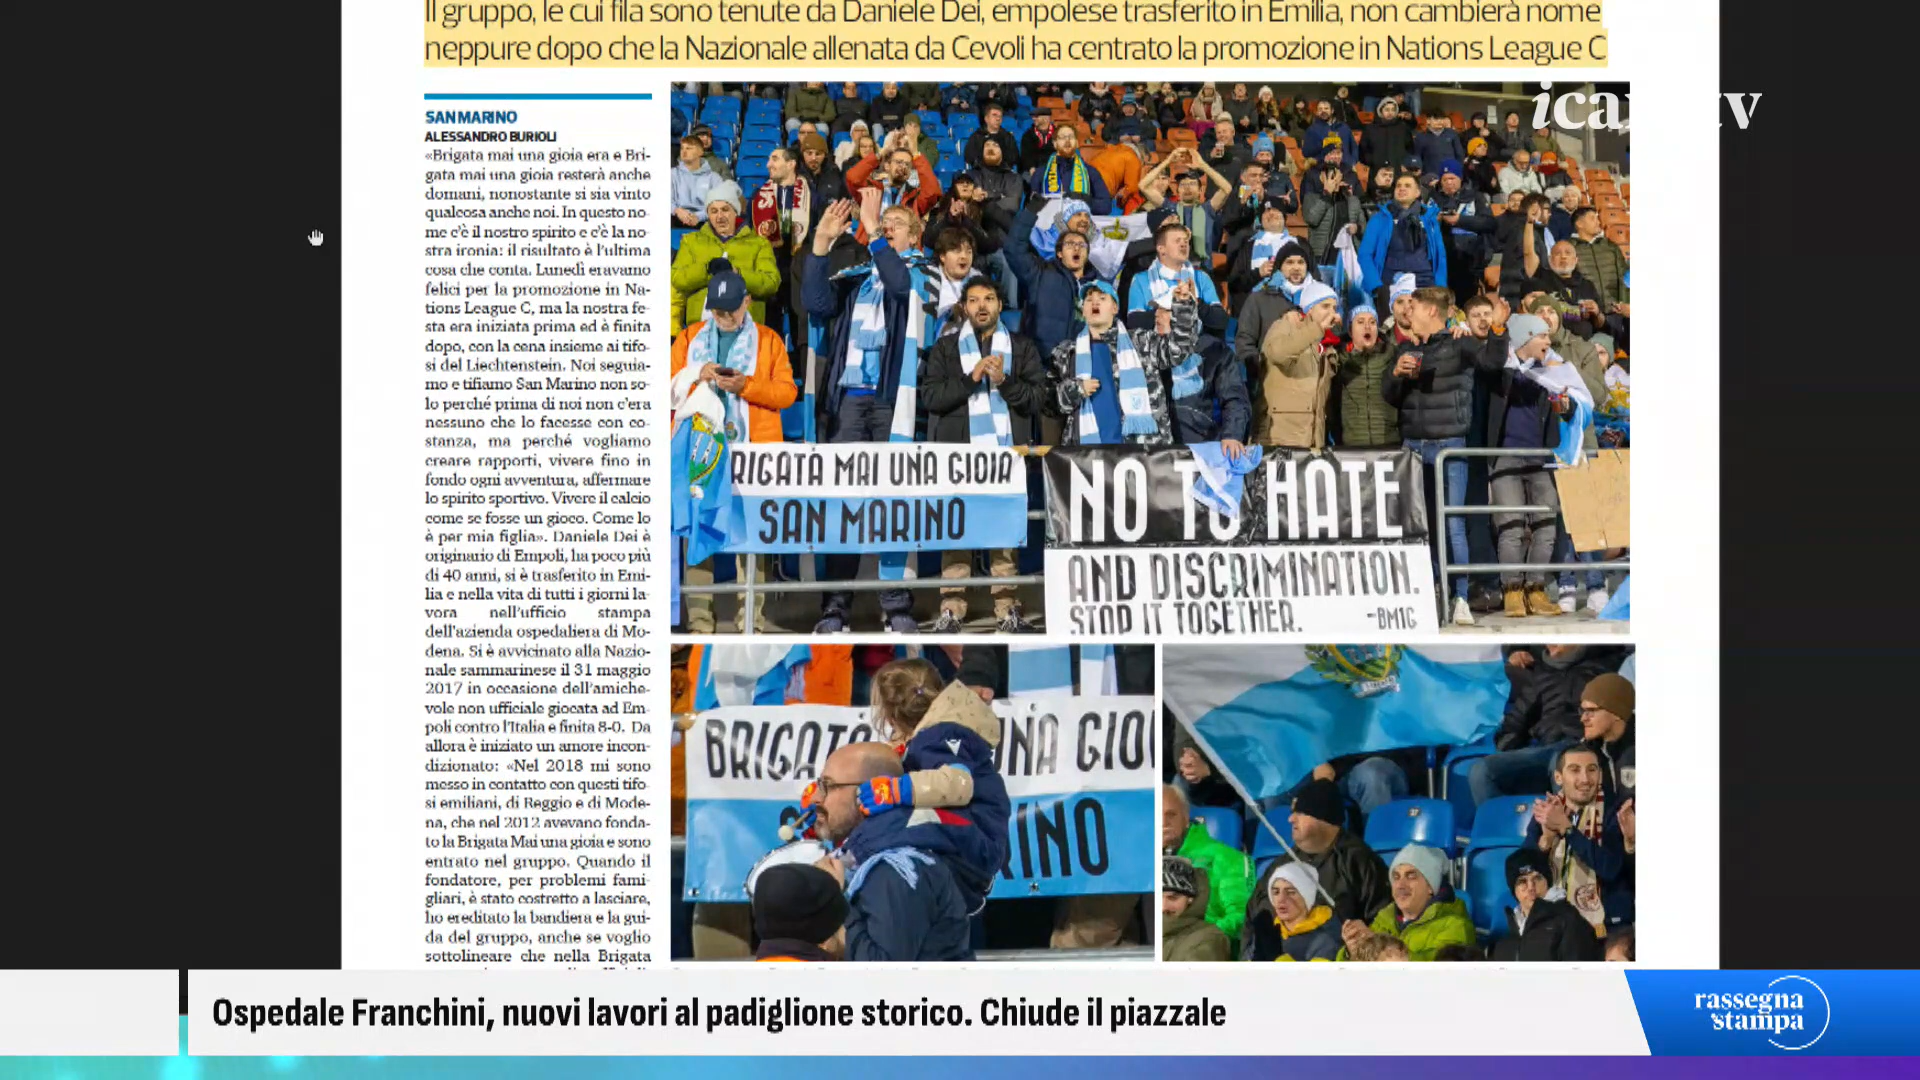 Il gruppo, le cui fila sono tenute da Daniele Dei, empolese trasferito in Emilia, non cambierà nome
neppure dopo che la Nazionale allenata da Cevoli ha centrato la promozione in Nations League C
SAN MARINO
ALESSANDRO BURIOLI
«Brigata mai una gioia era e Bri-
gata mai una gioia resterà anche
domani, nonostante si sia vinto
qualcosa anche noi. In questo no-
me c'è il nostro spirito e c'è la no-
stra ironia: il risultato è l'ultima
cosa che conta. Lunedì eravamo
felici per la promozione in Na-
tions League C, ma la nostra fe-
sta era iniziata prima ed è finita
dopo, con la cena insieme ai tifo-
si del Liechtenstein. Noi seguia-
mo e tifiamo San Marino non so-
lo perché prima di noi non c'era
nessuno che lo facesse con co-
stanza, ma perché vogliamo
creare rapporti, vivere fino in
fondo ogni avventura, affermare
lo spirito sportivo. Vivere il calcio
come se fosse un gioco. Come lo
è per mia figlia». Daniele Dei è
originario di Empoli, ha poco più
di 40 anni, si è trasferito in Emi-
lia e nella vita di tutti i giorni la-
vora nell'ufficio stampa
dell'azienda ospedaliera di Mo-
dena. Si è avvicinato alla Nazio-
nale sammarinese il 31 maggio
2017 in occasione dell'amiche-
vole non ufficiale giocata ad Em-
poli contro l'Italia e finita 8-0. Da
allora è iniziato un amore incon-
dizionato: «Nel 2018 mi sono
messo in contatto con questi tifo-
si emiliani, di Reggio e di Mode-
na, che nel 2012 avevano fonda-
to la Brigata Mai una gioia e sono
entrato nel gruppo. Quando il
fondatore, per problemi fami-
gliari, è stato costretto a lasciare,
ho ereditato la bandiera e la gui-
da del gruppo, anche se voglio
sottolineare che nella Brigata
RIGATA MAI UNA GIOIA
SAN MARINO
NO TO HATE
AND DISCRIMINATION.
STOP IT TOGETHER. -BM1G
BRIGATA UNA GIOI
RINO
tv
Ospedale Franchini, nuovi lavori al padiglione storico. Chiude il piazzale
rassegna
stampa